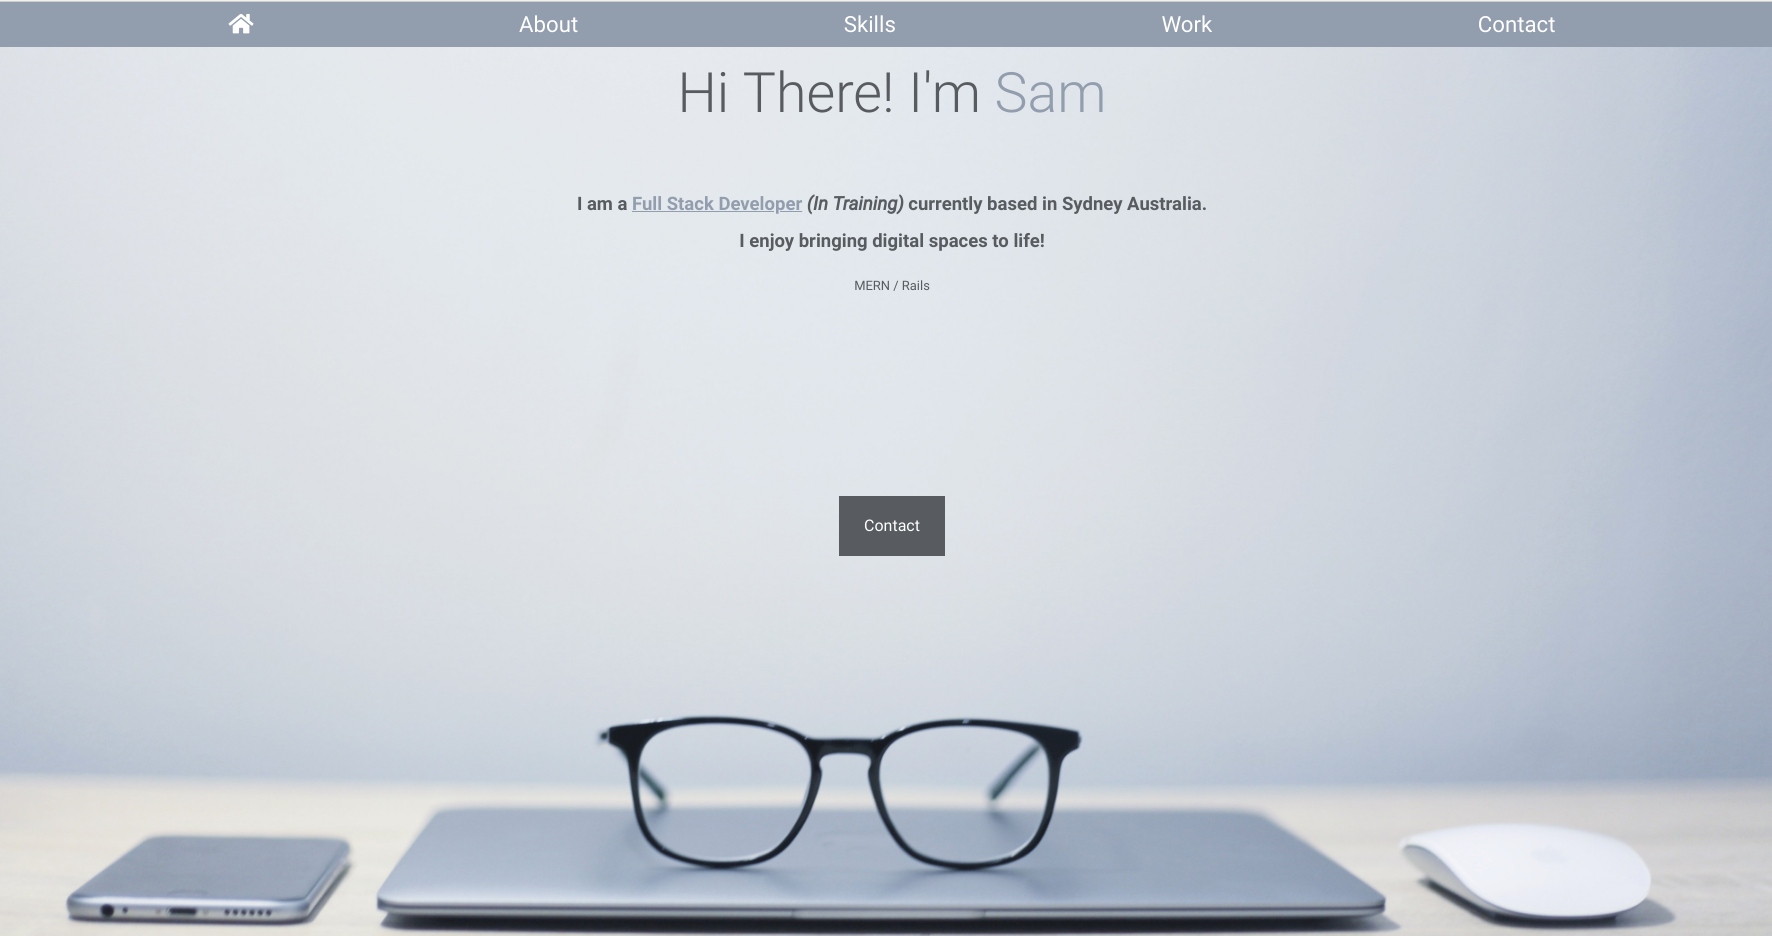 About Skills Work Contact
Hi There! I'm Sam
I am a Full Stack Developer (In Training) currently based in Sydney Australia.
I enjoy bringing digital spaces to life!
MERN / Rails
Contact